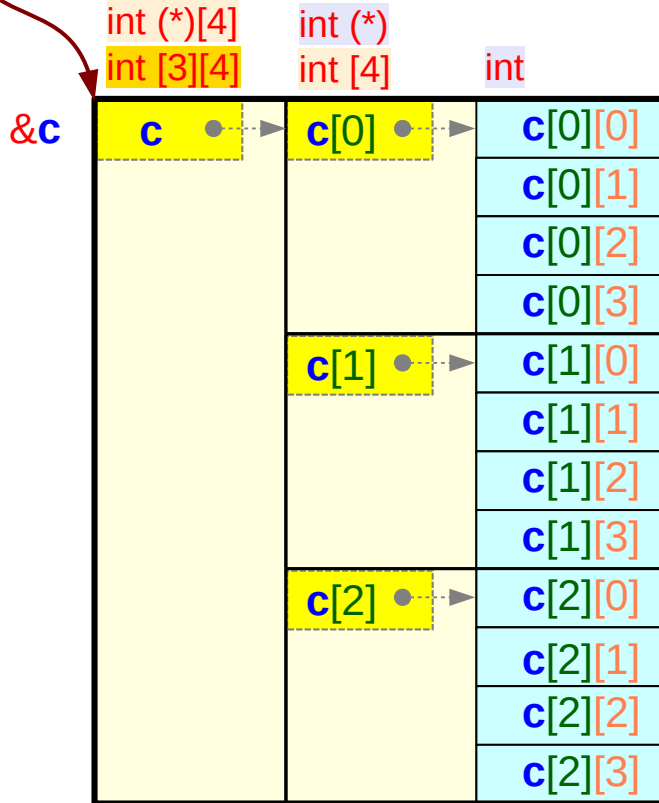 int (*)[4] int (*)
int [3][4] int [4] int
&c c c[0] c[0][0]
c[0][1]
c[0][2]
c[0][3]
c[1] c[1][0]
c[1][1]
c[1][2]
c[1][3]
c[2] c[2][0]
c[2][1]
c[2][2]
c[2][3]